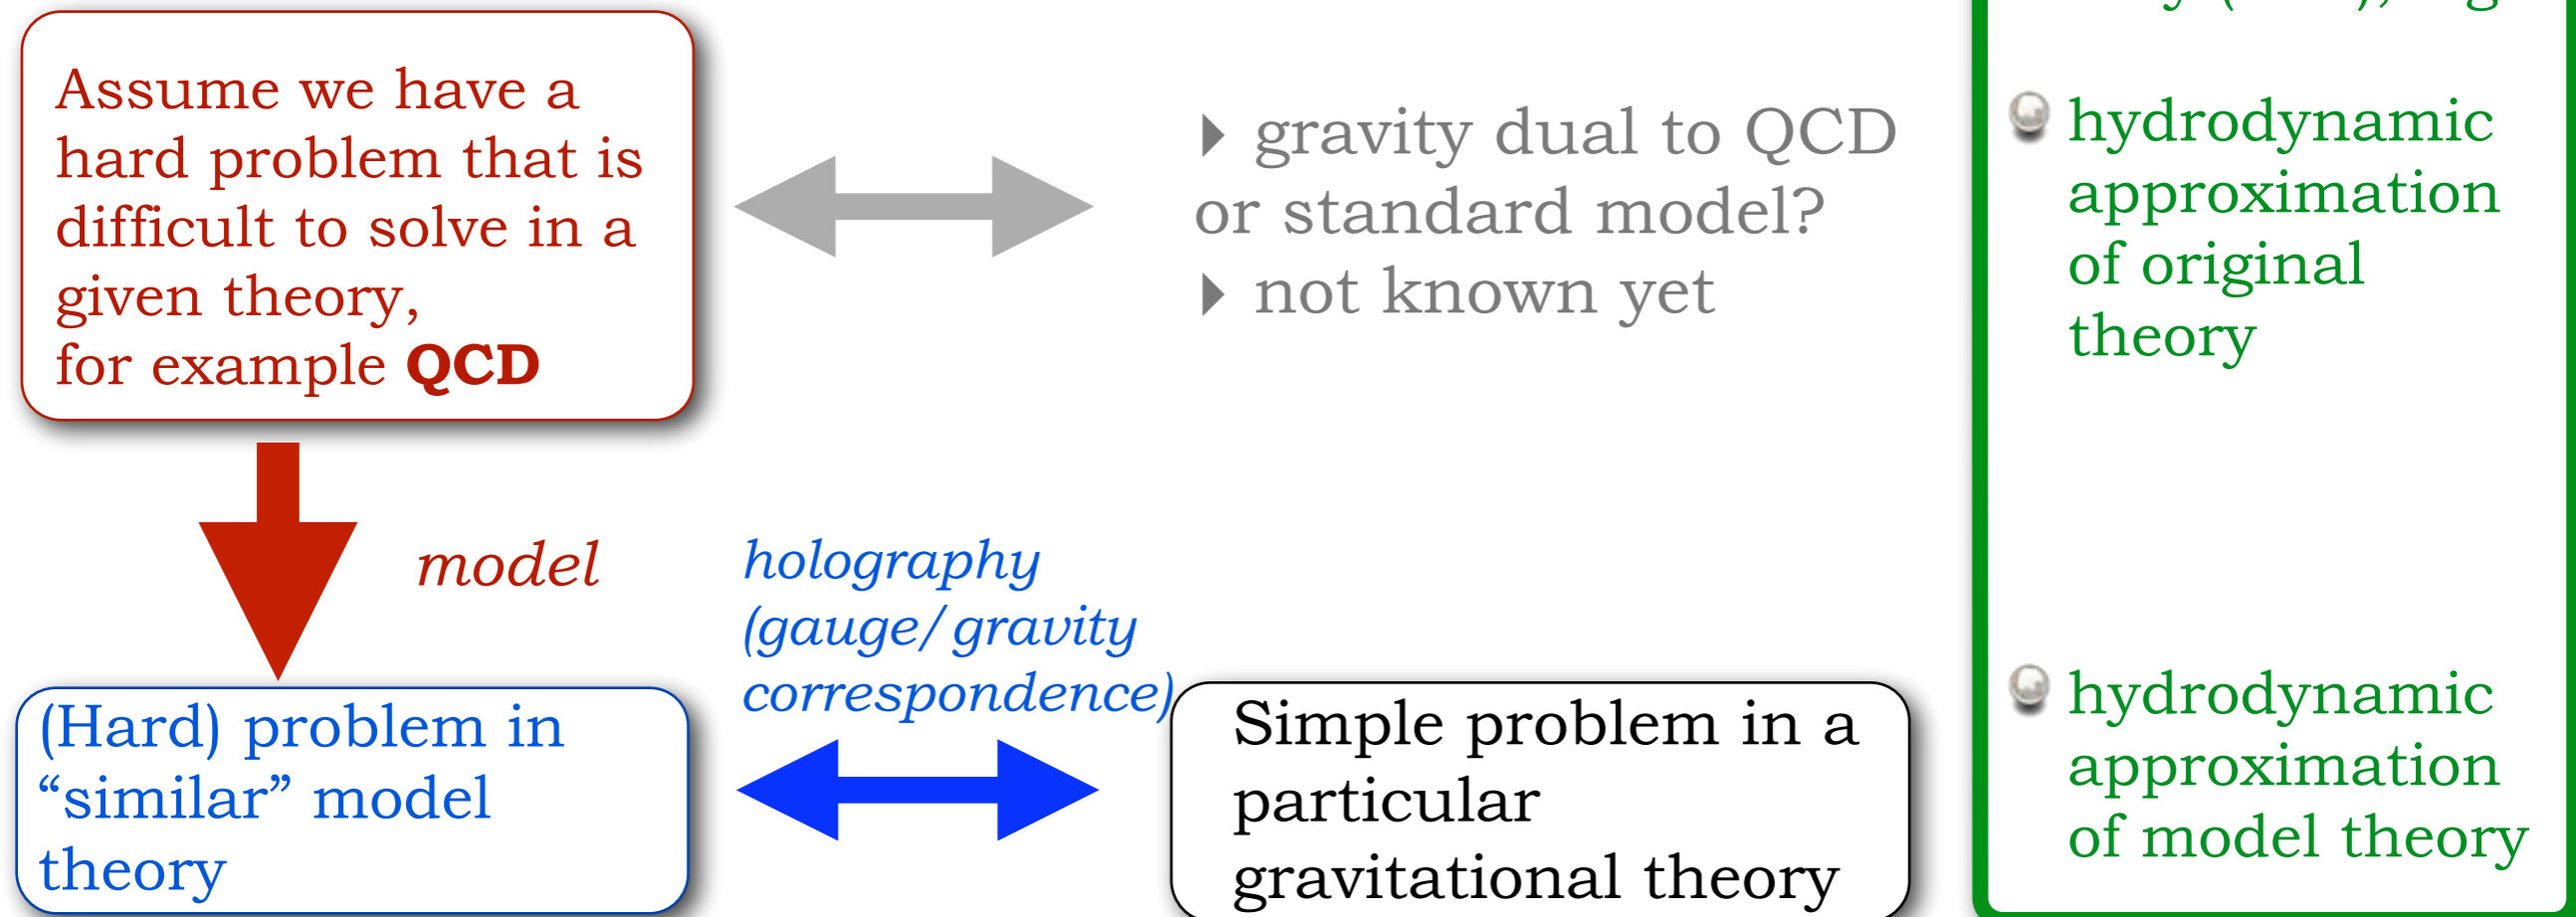 Assume we have a
hard problem that is
difficult to solve in a
given theory,
for example QCD
▸ gravity dual to QCD
or standard model?
▸ not known yet
hydrodynamic
approximation
of original
theory
model
holography
(gauge/gravity
correspondence)
(Hard) problem in
“similar” model
theory
Simple problem in a
particular
gravitational theory
hydrodynamic
approximation
of model theory